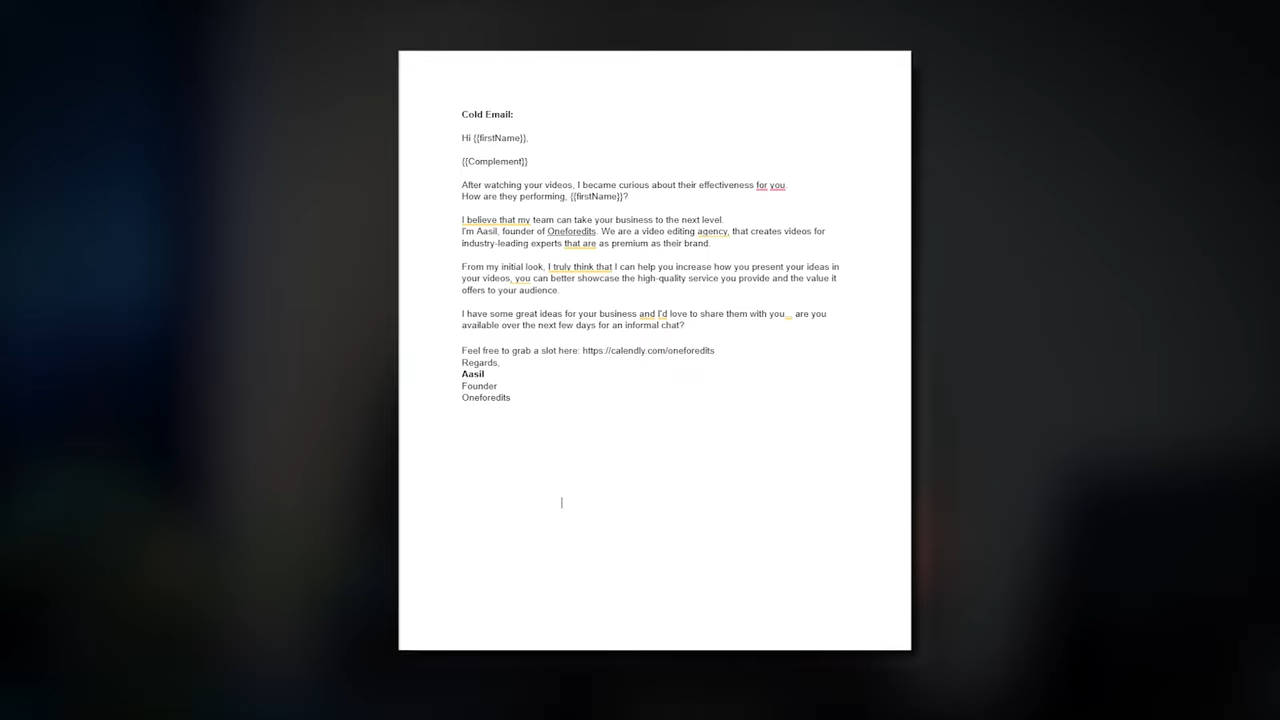 Cold Email:
Hi {{firstName}},
{{Complement}}
After watching your videos, I became curious about their effectiveness for you.
How are they performing, {{firstName}}?
I believe that my team can take your business to the next level.
I'm Aasil, founder of Oneforedits. We are a video editing agency, that creates videos for
industry-leading experts that are as premium as their brand.
From my initial look, I truly think that I can help you increase how you present your ideas in
your videos, you can better showcase the high-quality service you provide and the value it
offers to your audience.
I have some great ideas for your business and I'd love to share them with you... are you
available over the next few days for an informal chat?
Feel free to grab a slot here: https://calendly.com/oneforedits
Regards,
Aasil
Founder
Oneforedits